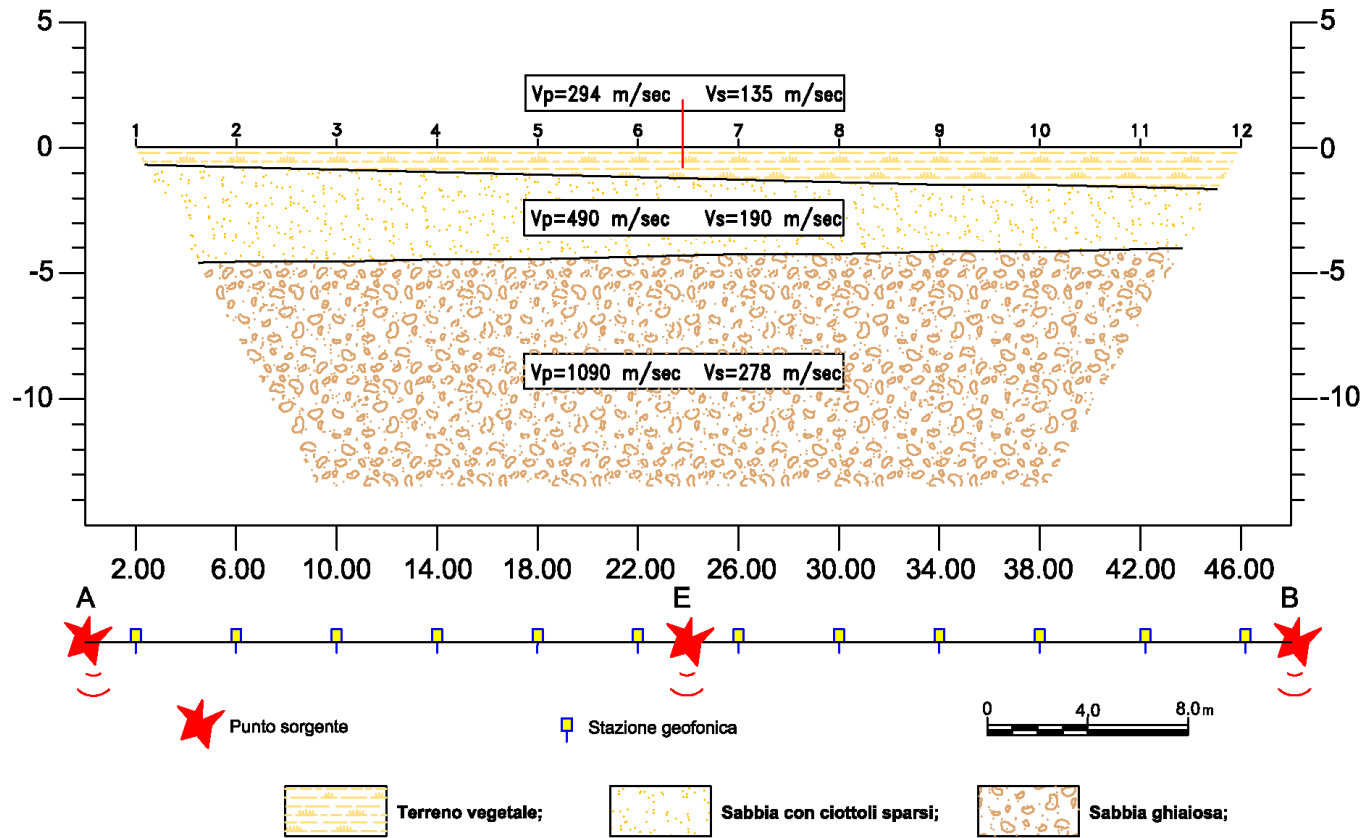 5 5
Vp=294 m/sec Vs=135 m/sec
1 2 3 4 5 6 7 8 9 10 11 12
0 0
Vp=490 m/sec Vs=190 m/sec
-5 -5
Vp=1090 m/sec Vs=278 m/sec
-10 -10
2.00 6.00 10.00 14.00 18.00 22.00 26.00 30.00 34.00 38.00 42.00 46.00
A E B
0 4,0 8.0 m
Punto sorgente Stazione geofonica
Terreno vegetale; Sabbia con ciottoli sparsi; Sabbia ghiaiosa;